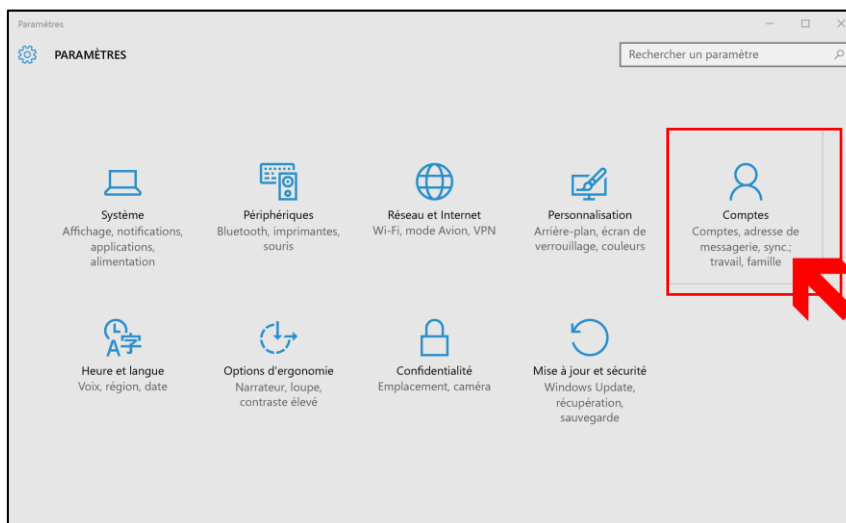 Paramètres
PARAMÈTRES
Rechercher un paramètre
Système
Affichage, notifications,
applications,
alimentation
Périphériques
Bluetooth, imprimantes,
souris
Réseau et Internet
Wi-Fi, mode Avion, VPN
Personnalisation
Arrière-plan, écran de
verrouillage, couleurs
Comptes
Comptes, adresse de
messagerie, sync.;
travail, famille
Heure et langue
Voix, région, date
Options d'ergonomie
Narrateur, loupe,
contraste élevé
Confidentialité
Emplacement, caméra
Mise à jour et sécurité
Windows Update,
récupération,
sauvegarde